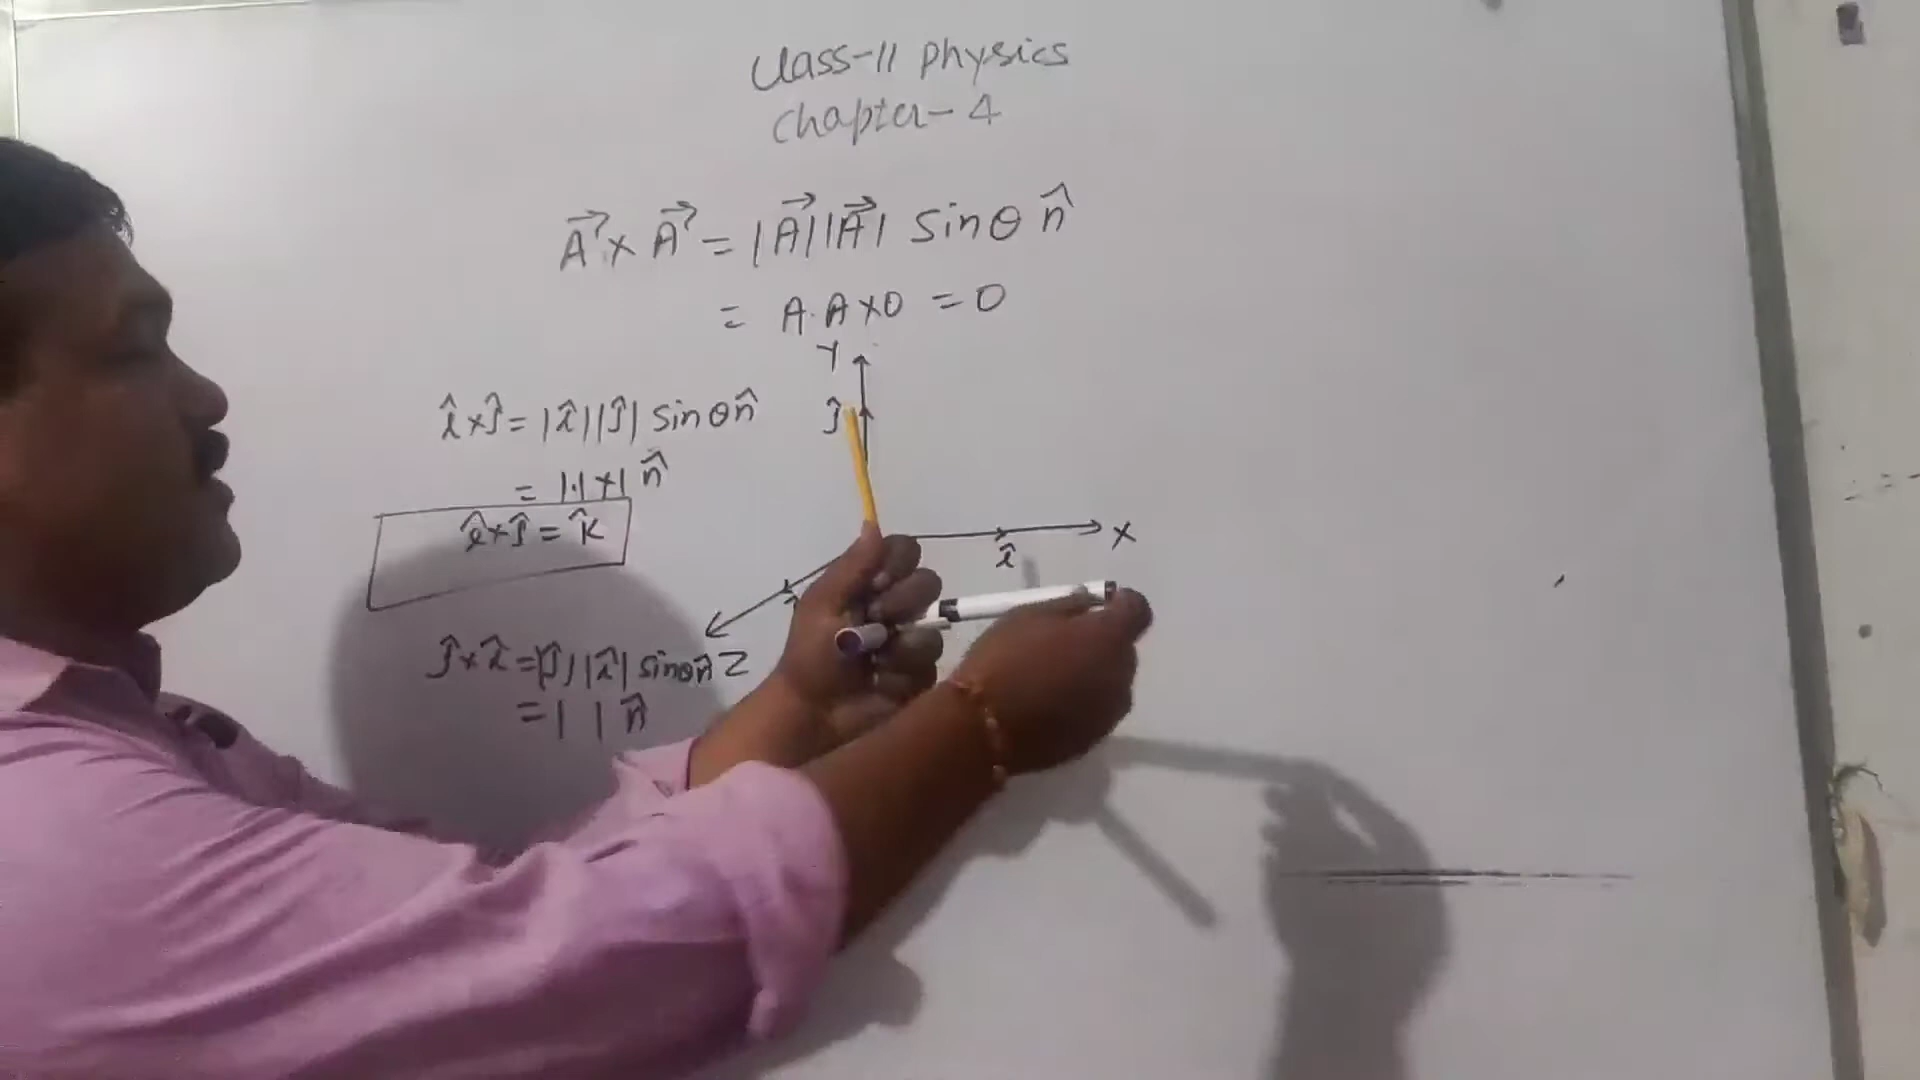 Class-11 Physics
Chapter-4
A⃗ × A⃗ = |A⃗||A⃗| Sinθ n̂
= A.A×0 = 0
Y
ĵ
î×ĵ = |î||ĵ| Sinθ n̂
= 1.1×1 n̂
î×ĵ = k̂
X
î
ĵ×î = |ĵ||î| sinθ n̂
Z
= 1 1 n̂